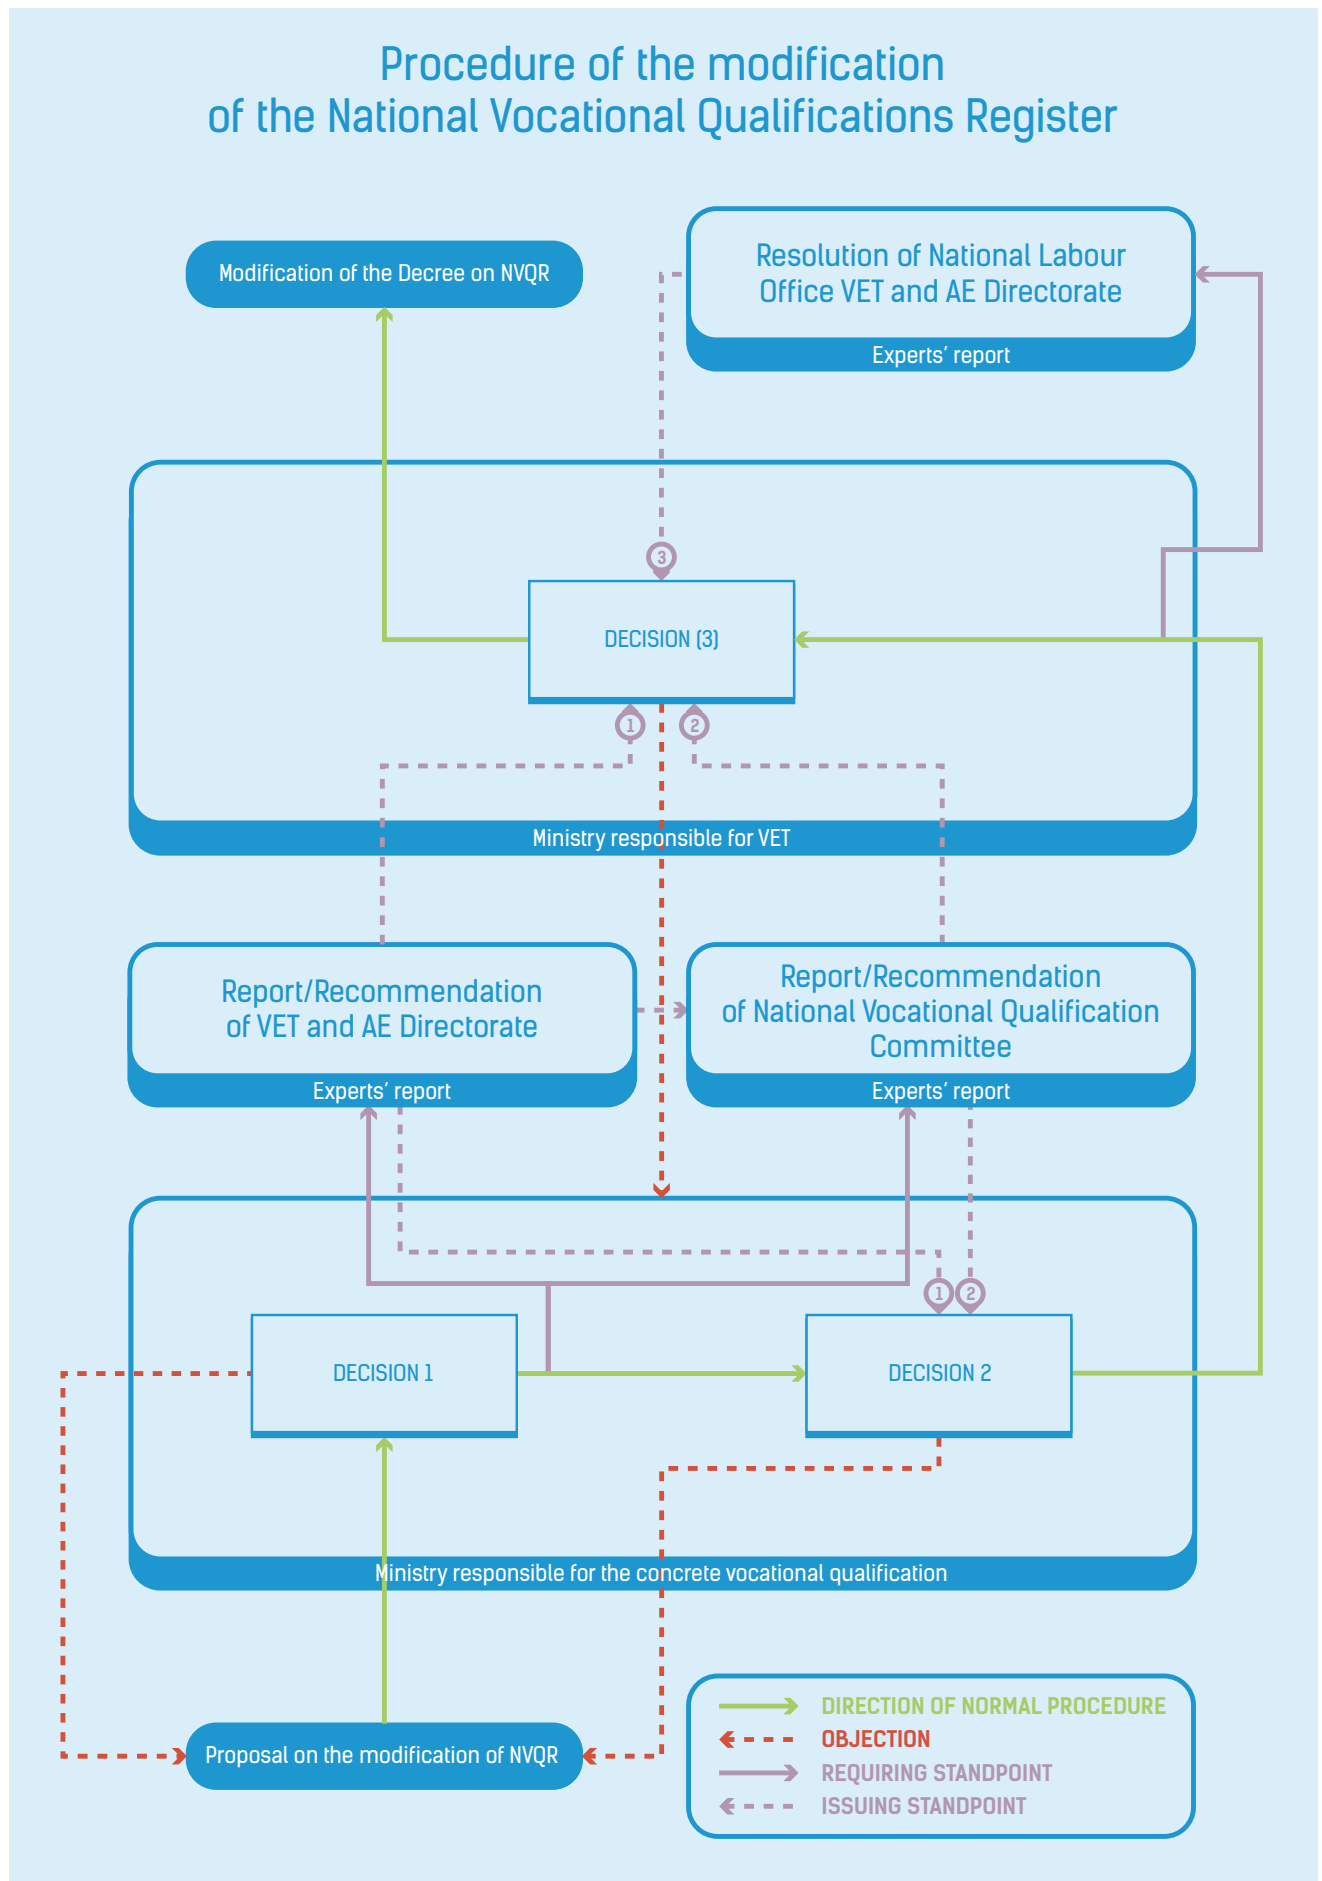 Procedure of the modification
of the National Vocational Qualifications Register
Modification of the Decree on NVQR
Resolution of National Labour
Office VET and AE Directorate
Experts’ report
3
DECISION (3)
1
2
Ministry responsible for VET
Report/Recommendation
of VET and AE Directorate
Experts’ report
Report/Recommendation
of National Vocational Qualification
Committee
Experts’ report
1
2
DECISION 1
DECISION 2
Ministry responsible for the concrete vocational qualification
Proposal on the modification of NVQR
DIRECTION OF NORMAL PROCEDURE
OBJECTION
REQUIRING STANDPOINT
ISSUING STANDPOINT